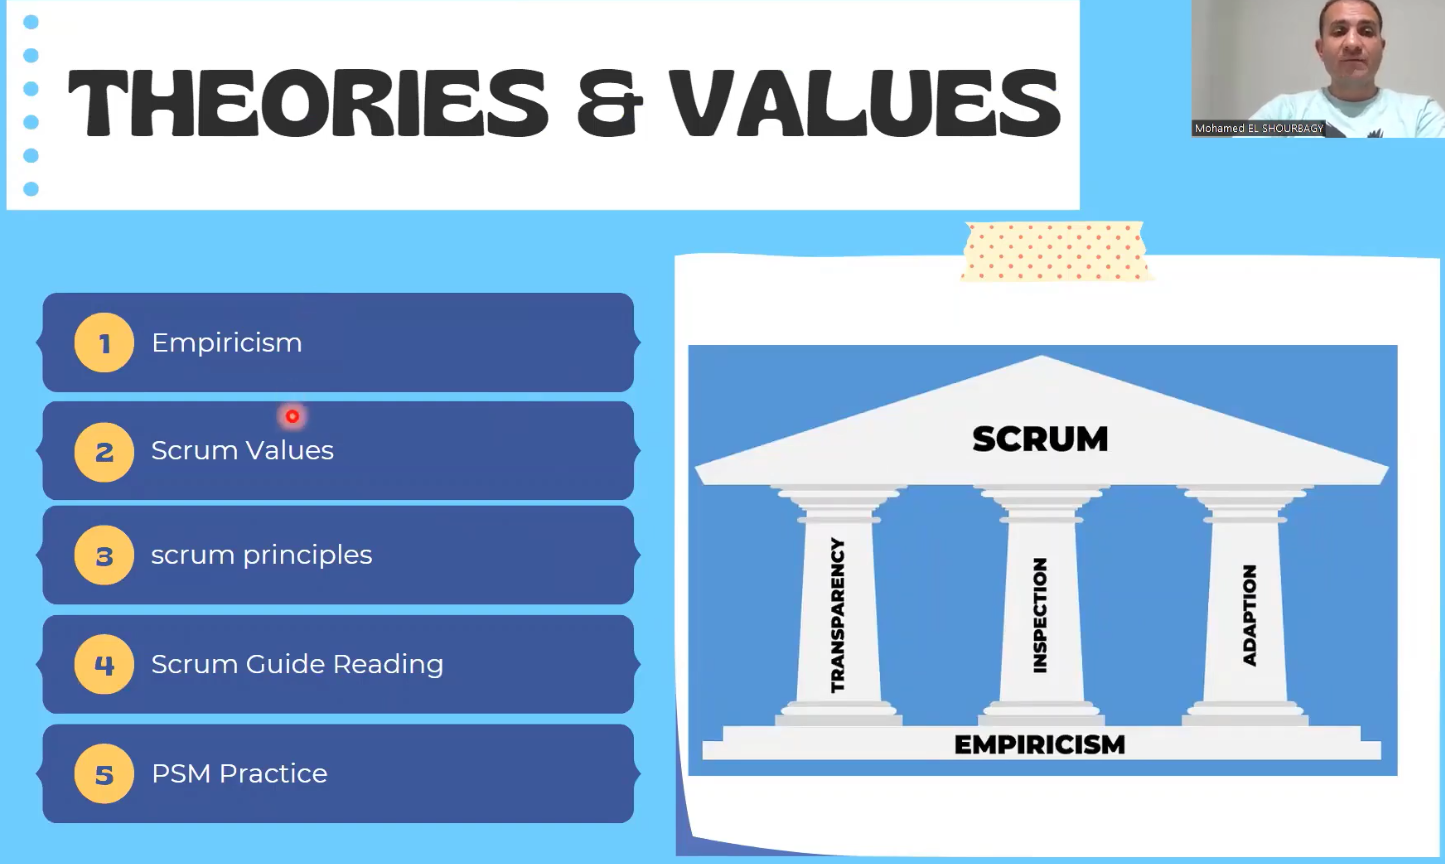 THEORIES & VALUES
Mohamed EL SHOURBAGY
1 Empiricism
2 Scrum Values
3 scrum principles
4 Scrum Guide Reading
5 PSM Practice
SCRUM
TRANSPARENCY
INSPECTION
ADAPTION
EMPIRICISM